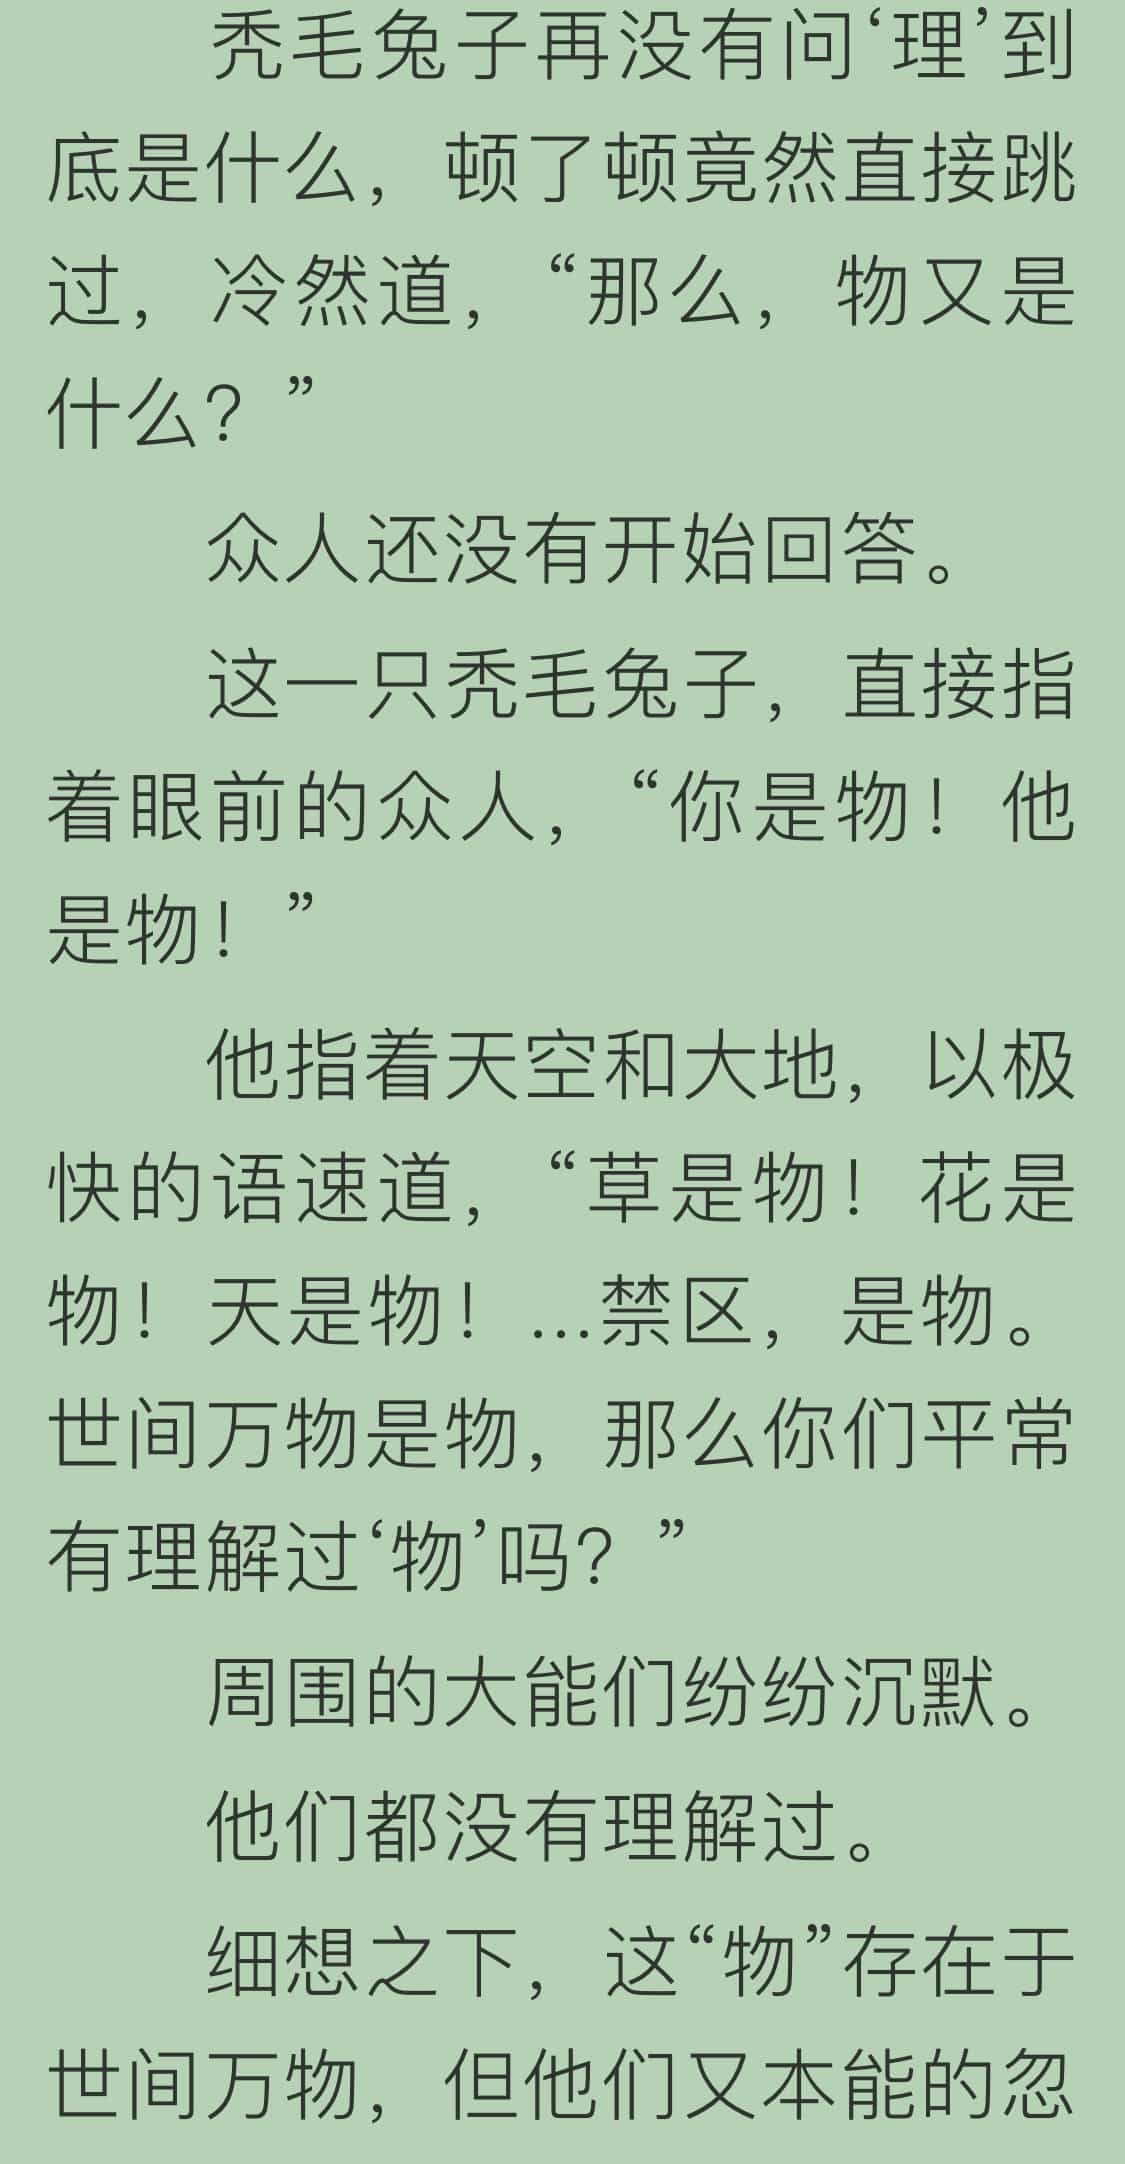 秃毛兔子再没有问‘理’到
底是什么，顿了顿竟然直接跳
过，冷然道，“那么，物又是
什么？”
众人还没有开始回答。
这一只秃毛兔子，直接指
着眼前的众人，“你是物！他
是物！”
他指着天空和大地，以极
快的语速道，“草是物！花是
物！天是物！…禁区，是物。
世间万物是物，那么你们平常
有理解过‘物’吗？”
周围的大能们纷纷沉默。
他们都没有理解过。
细想之下，这“物”存在于
世间万物，但他们又本能的忽